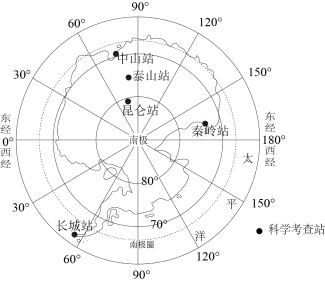 90°
60°
120°
中山站
30°
泰山站
150°
昆仑站
秦岭站
东经
0°
西经
南极
东经
180°
西经
太
80°
30°
平
150°
长城站
70°
科学考查站
南极圈
洋
60°
120°
90°